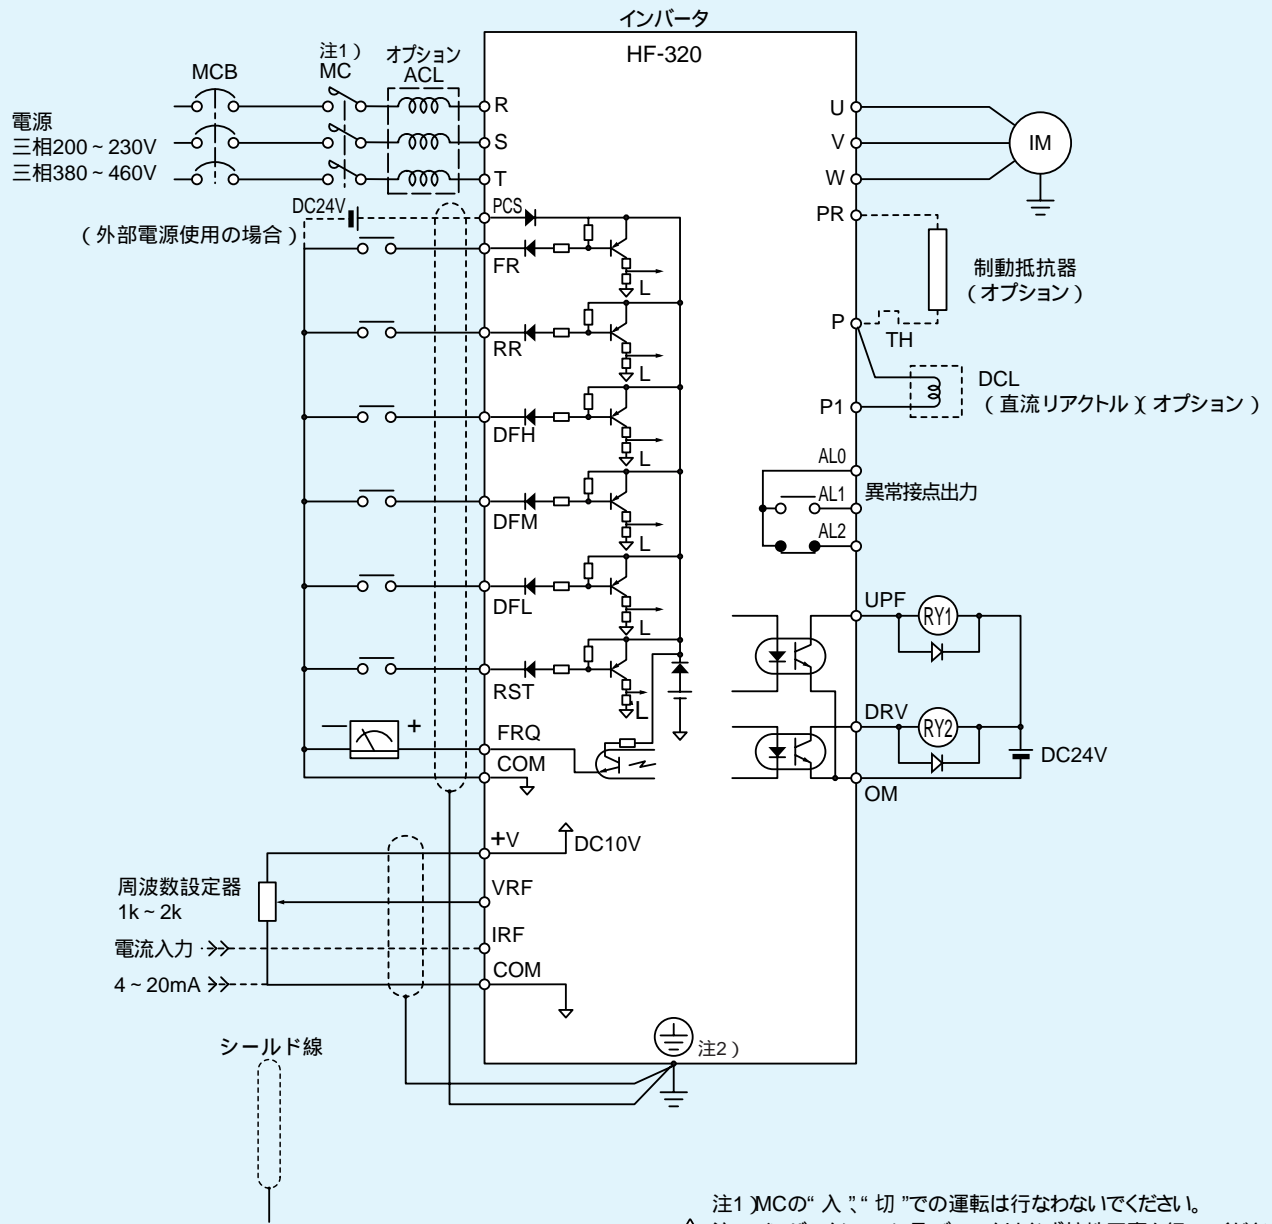 インバータ
HF-320
注1）
MC
オプション
ACL
MCB
電源
三相200~230V
三相380~460V
R
S
T
U
V
W
IM
DC24V
（外部電源使用の場合）
PCS
FR
L
RR
L
DFH
L
DFM
L
DFL
L
RST
L
FRQ
COM
PR
制動抵抗器
（オプション）
P
TH
DCL
（直流リアクトル）（オプション）
P1
AL0
AL1
異常接点出力
AL2
UPF
RY1
DRV
RY2
DC24V
OM
+V
DC10V
周波数設定器
1k~2k
VRF
電流入力
IRF
4~20mA
COM
シールド線
注2）
注1）MCの“入”、“切”での運転は行なわないでください。